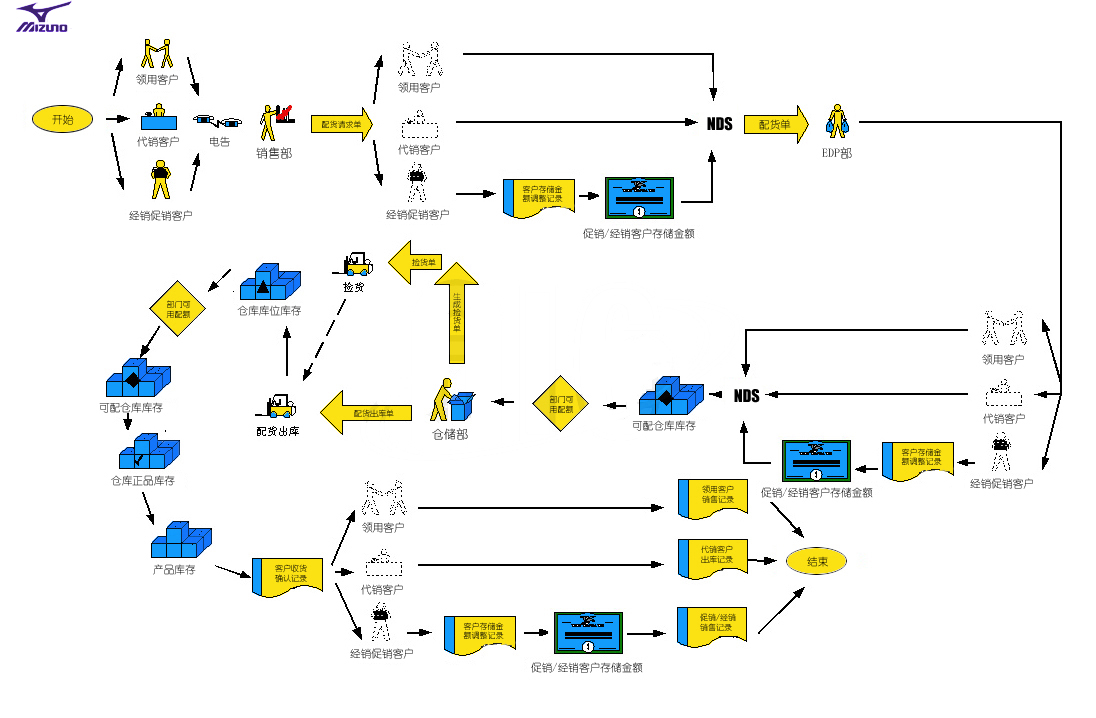 MIZUNO
领用客户
开始
代销客户
经销促销客户
电告
销售部
配货请求单
领用客户
代销客户
经销促销客户
客户存储金
额调整记录
促销/经销客户存储金额
NDS
配货单
EDP部
捡货单
捡货
生成捡货单
仓库库位库存
部门可
用配额
可配仓库库存
仓库正品库存
产品库存
配货出库
配货出库单
仓储部
部门可
用配额
可配仓库库存
NDS
领用客户
代销客户
经销促销客户
客户存储金
额调整记录
促销/经销客户存储金额
客户收货
确认记录
领用客户
代销客户
经销促销客户
客户存储金
额调整记录
促销/经销客户存储金额
领用客户
销售记录
代销客户
出库记录
促销/经销
销售记录
结束